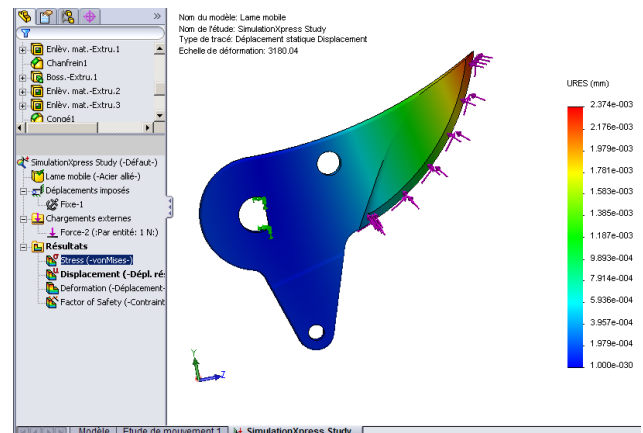 »
Enlèv. mat.-Extru.1
Chanfrein1
Boss.-Extru.1
Enlèv. mat.-Extru.2
Enlèv. mat.-Extru.3
Congé1
SimulationXpress Study (-Défaut-)
Lame mobile (-Acier allié-)
Déplacements imposés
Fixe-1
Chargements externes
Force-2 (:Par entité: 1 N:)
Résultats
Stress (-vonMises-)
Displacement (-Dépl. rés
Deformation (-Déplacement-
Factor of Safety (-Contraint
Nom du modèle: Lame mobile
Nom de l'étude: SimulationXpress Study
Type de tracé: Déplacement statique Displacement
Echelle de déformation: 3180.04
URES (mm)
2.374e-003
2.176e-003
1.979e-003
1.781e-003
1.583e-003
1.385e-003
1.187e-003
9.893e-004
7.914e-004
5.936e-004
3.957e-004
1.979e-004
1.000e-030
Y
Z
Modèle
Etude de mouvement 1
SimulationXpress Study